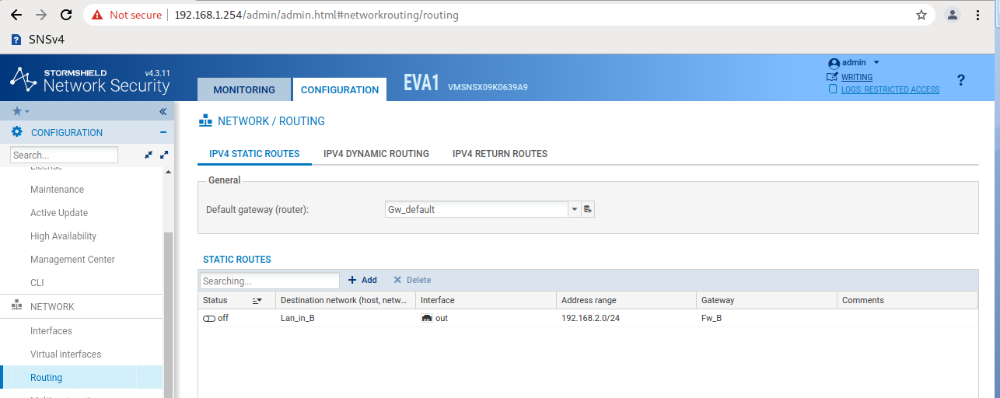 Not secure 192.168.1.254/admin/admin.html#networkrouting/routing
SNSv4
STORMSHIELD v4.3.11
Network Security
MONITORING CONFIGURATION EVA1 VMSNSX09K0639A9
admin
WRITING
LOGS: RESTRICTED ACCESS
?
CONFIGURATION
Search...
License
Maintenance
Active Update
High Availability
Management Center
CLI
NETWORK
Interfaces
Virtual interfaces
Routing
NETWORK / ROUTING
IPV4 STATIC ROUTES IPV4 DYNAMIC ROUTING IPV4 RETURN ROUTES
General
Default gateway (router): Gw_default
STATIC ROUTES
Searching... + Add × Delete
Status Destination network (host, netw... Interface Address range Gateway Comments
off Lan_in_B out 192.168.2.0/24 Fw_B